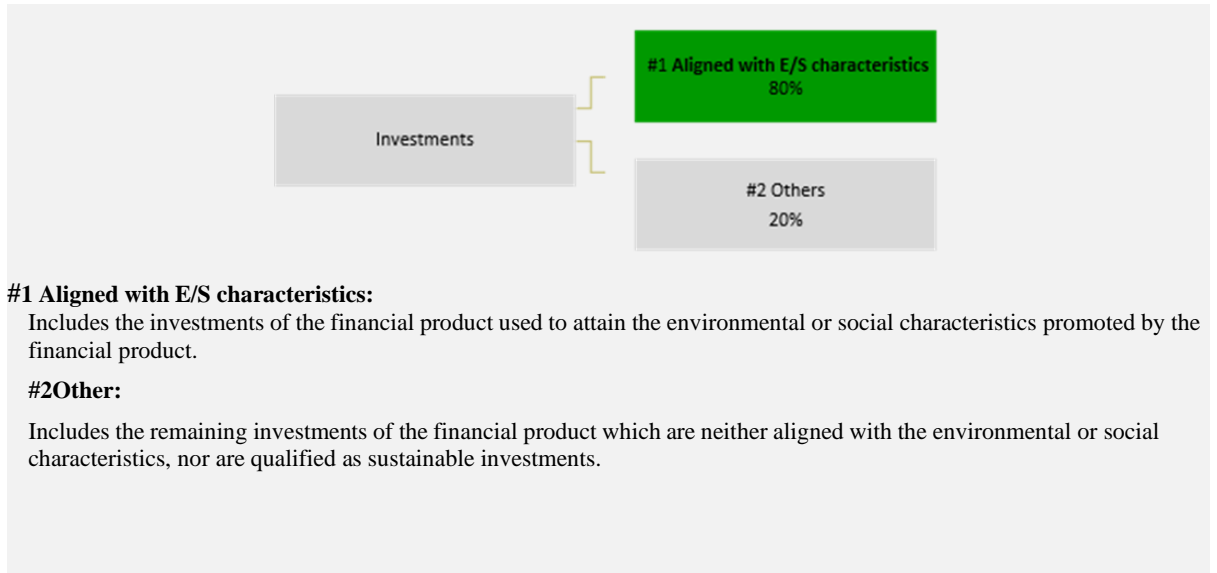 #1 Aligned with E/S characteristics
80%
Investments
#2 Others
20%
#1 Aligned with E/S characteristics:
Includes the investments of the financial product used to attain the environmental or social characteristics promoted by the
financial product.
#2Other:
Includes the remaining investments of the financial product which are neither aligned with the environmental or social
characteristics, nor are qualified as sustainable investments.